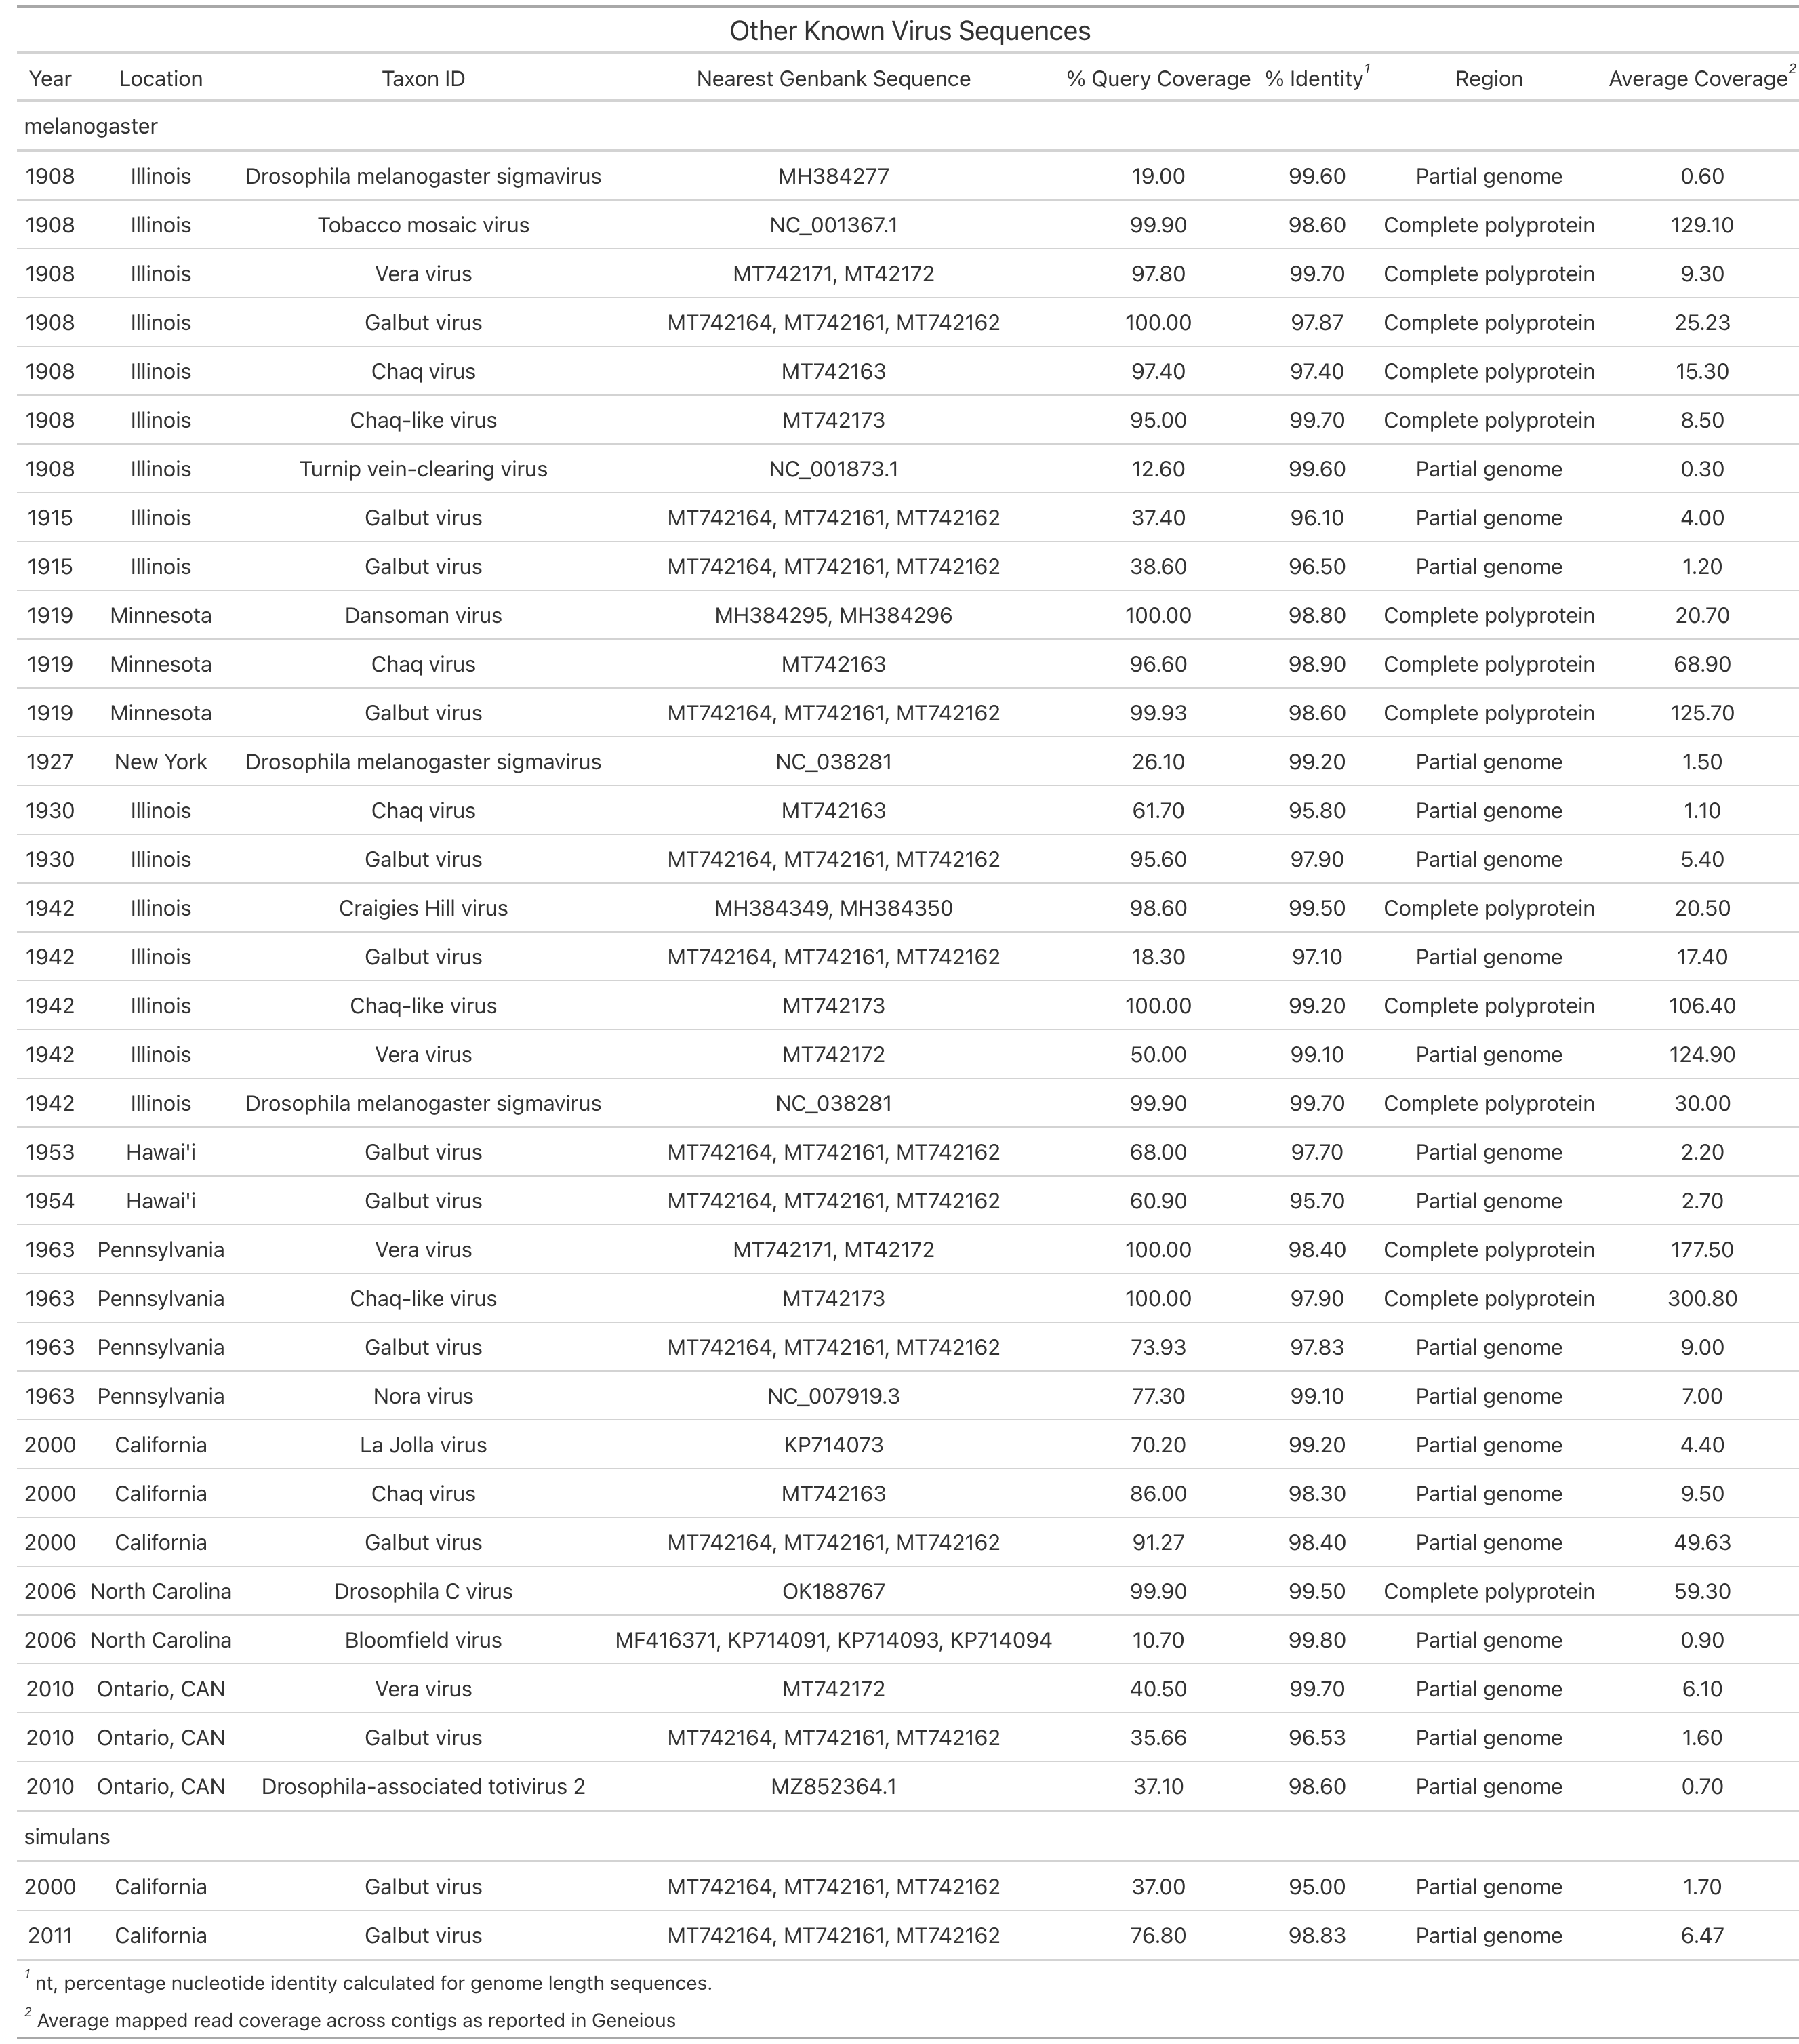 Other Known Virus Sequences
Year Location Taxon ID Nearest Genbank Sequence % Query Coverage % Identity1 Region Average Coverage2
melanogaster
1908 Illinois Drosophila melanogaster sigmavirus MH384277 19.00 99.60 Partial genome 0.60
1908 Illinois Tobacco mosaic virus NC_001367.1 99.90 98.60 Complete polyprotein 129.10
1908 Illinois Vera virus MT742171, MT42172 97.80 99.70 Complete polyprotein 9.30
1908 Illinois Galbut virus MT742164, MT742161, MT742162 100.00 97.87 Complete polyprotein 25.23
1908 Illinois Chaq virus MT742163 97.40 97.40 Complete polyprotein 15.30
1908 Illinois Chaq-like virus MT742173 95.00 99.70 Complete polyprotein 8.50
1908 Illinois Turnip vein-clearing virus NC_001873.1 12.60 99.60 Partial genome 0.30
1915 Illinois Galbut virus MT742164, MT742161, MT742162 37.40 96.10 Partial genome 4.00
1915 Illinois Galbut virus MT742164, MT742161, MT742162 38.60 96.50 Partial genome 1.20
1919 Minnesota Dansoman virus MH384295, MH384296 100.00 98.80 Complete polyprotein 20.70
1919 Minnesota Chaq virus MT742163 96.60 98.90 Complete polyprotein 68.90
1919 Minnesota Galbut virus MT742164, MT742161, MT742162 99.93 98.60 Complete polyprotein 125.70
1927 New York Drosophila melanogaster sigmavirus NC_038281 26.10 99.20 Partial genome 1.50
1930 Illinois Chaq virus MT742163 61.70 95.80 Partial genome 1.10
1930 Illinois Galbut virus MT742164, MT742161, MT742162 95.60 97.90 Partial genome 5.40
1942 Illinois Craigies Hill virus MH384349, MH384350 98.60 99.50 Complete polyprotein 20.50
1942 Illinois Galbut virus MT742164, MT742161, MT742162 18.30 97.10 Partial genome 17.40
1942 Illinois Chaq-like virus MT742173 100.00 99.20 Complete polyprotein 106.40
1942 Illinois Vera virus MT742172 50.00 99.10 Partial genome 124.90
1942 Illinois Drosophila melanogaster sigmavirus NC_038281 99.90 99.70 Complete polyprotein 30.00
1953 Hawai'i Galbut virus MT742164, MT742161, MT742162 68.00 97.70 Partial genome 2.20
1954 Hawai'i Galbut virus MT742164, MT742161, MT742162 60.90 95.70 Partial genome 2.70
1963 Pennsylvania Vera virus MT742171, MT42172 100.00 98.40 Complete polyprotein 177.50
1963 Pennsylvania Chaq-like virus MT742173 100.00 97.90 Complete polyprotein 300.80
1963 Pennsylvania Galbut virus MT742164, MT742161, MT742162 73.93 97.83 Partial genome 9.00
1963 Pennsylvania Nora virus NC_007919.3 77.30 99.10 Partial genome 7.00
2000 California La Jolla virus KP714073 70.20 99.20 Partial genome 4.40
2000 California Chaq virus MT742163 86.00 98.30 Partial genome 9.50
2000 California Galbut virus MT742164, MT742161, MT742162 91.27 98.40 Partial genome 49.63
2006 North Carolina Drosophila C virus OK188767 99.90 99.50 Complete polyprotein 59.30
2006 North Carolina Bloomfield virus MF416371, KP714091, KP714093, KP714094 10.70 99.80 Partial genome 0.90
2010 Ontario, CAN Vera virus MT742172 40.50 99.70 Partial genome 6.10
2010 Ontario, CAN Galbut virus MT742164, MT742161, MT742162 35.66 96.53 Partial genome 1.60
2010 Ontario, CAN Drosophila-associated totivirus 2 MZ852364.1 37.10 98.60 Partial genome 0.70
simulans
2000 California Galbut virus MT742164, MT742161, MT742162 37.00 95.00 Partial genome 1.70
2011 California Galbut virus MT742164, MT742161, MT742162 76.80 98.83 Partial genome 6.47
1 nt, percentage nucleotide identity calculated for genome length sequences.
2 Average mapped read coverage across contigs as reported in Geneious